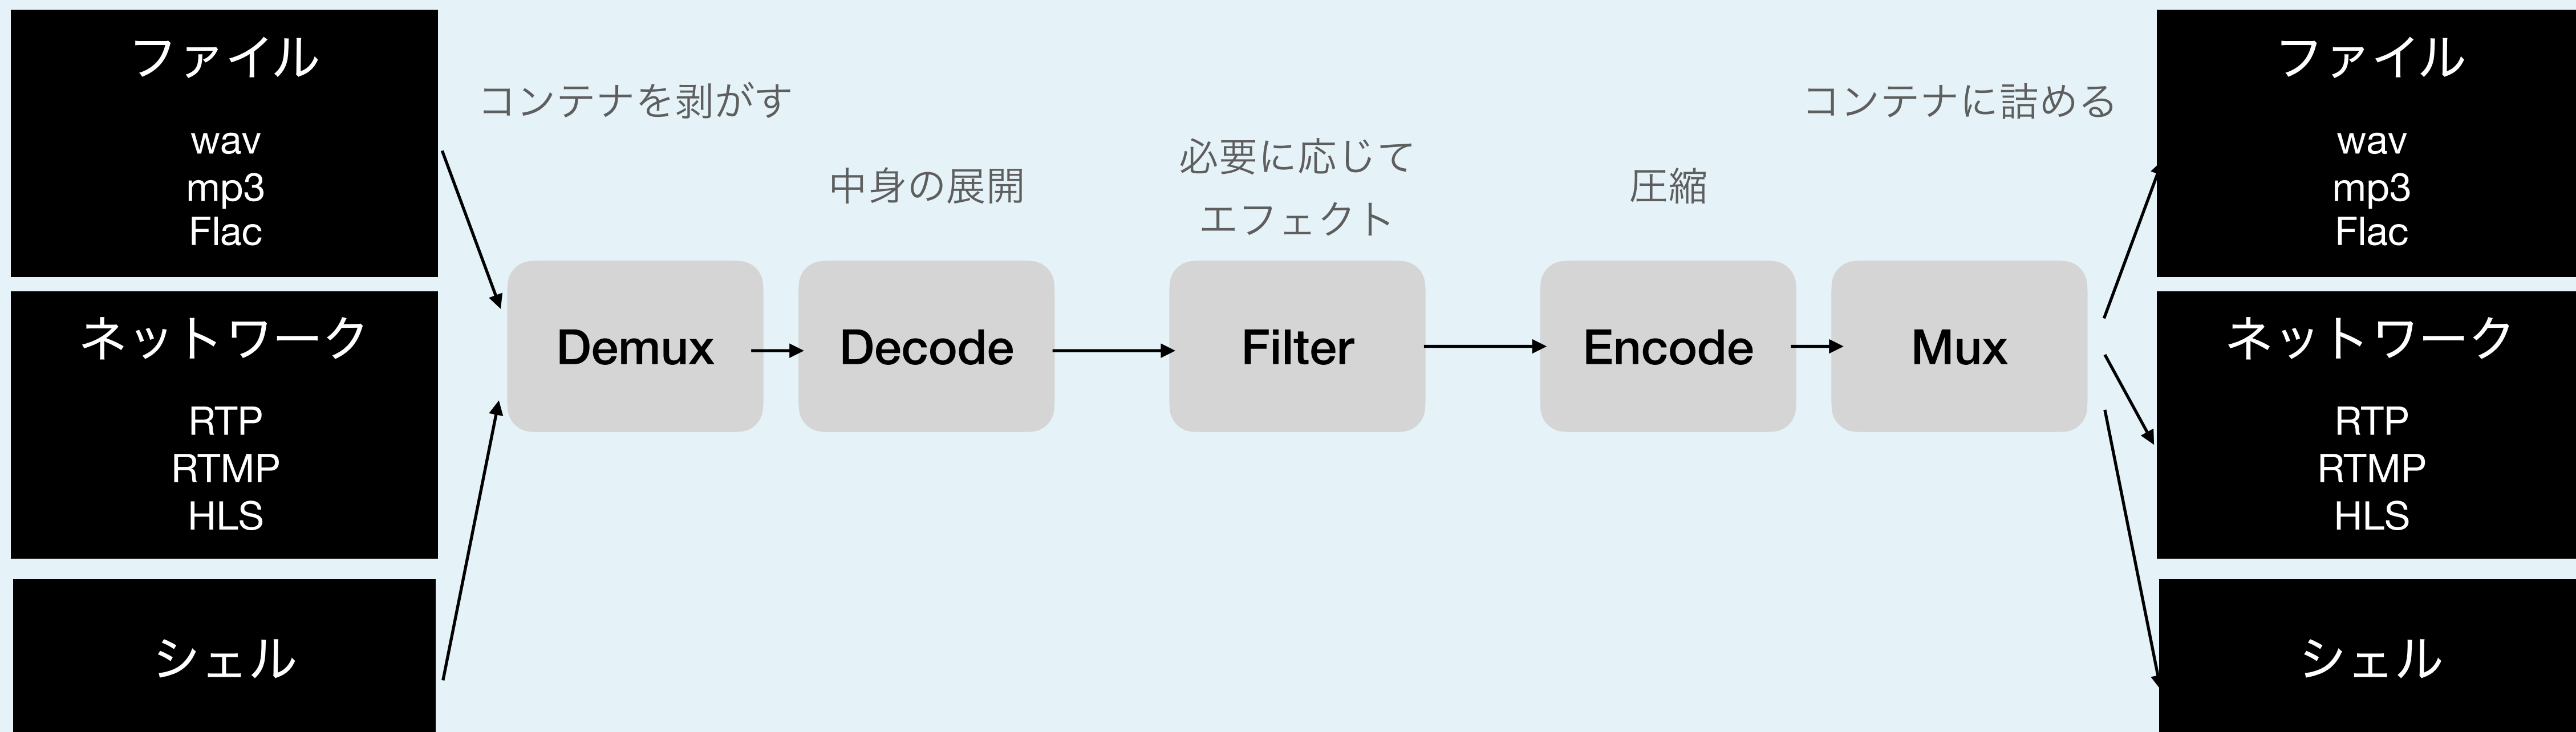 ファイル
wav
mp3
Flac
ネットワーク
RTP
RTMP
HLS
シェル
コンテナを剥がす
Demux
中身の展開
Decode
必要に応じて
エフェクト
Filter
圧縮
Encode
コンテナに詰める
Mux
ファイル
wav
mp3
Flac
ネットワーク
RTP
RTMP
HLS
シェル